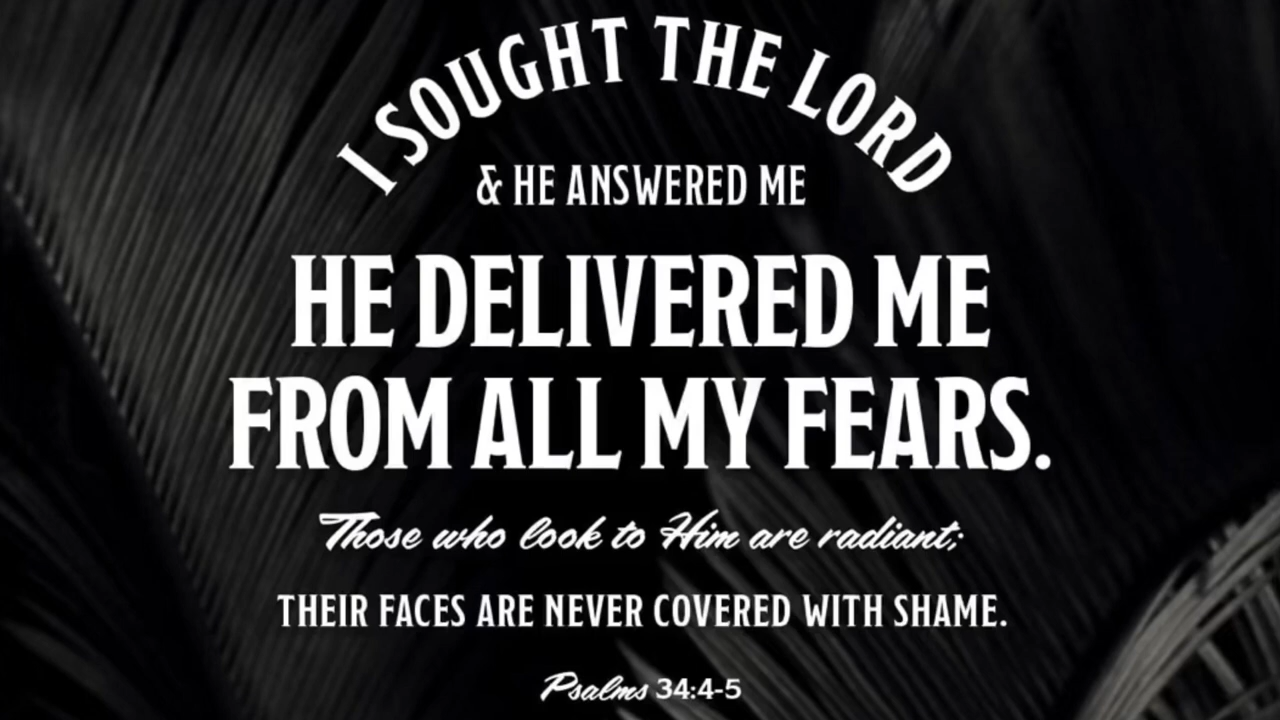 I SOUGHT THE LORD
& HE ANSWERED ME
HE DELIVERED ME
FROM ALL MY FEARS.
Those who look to Him are radiant;
THEIR FACES ARE NEVER COVERED WITH SHAME.
Psalms 34:4-5